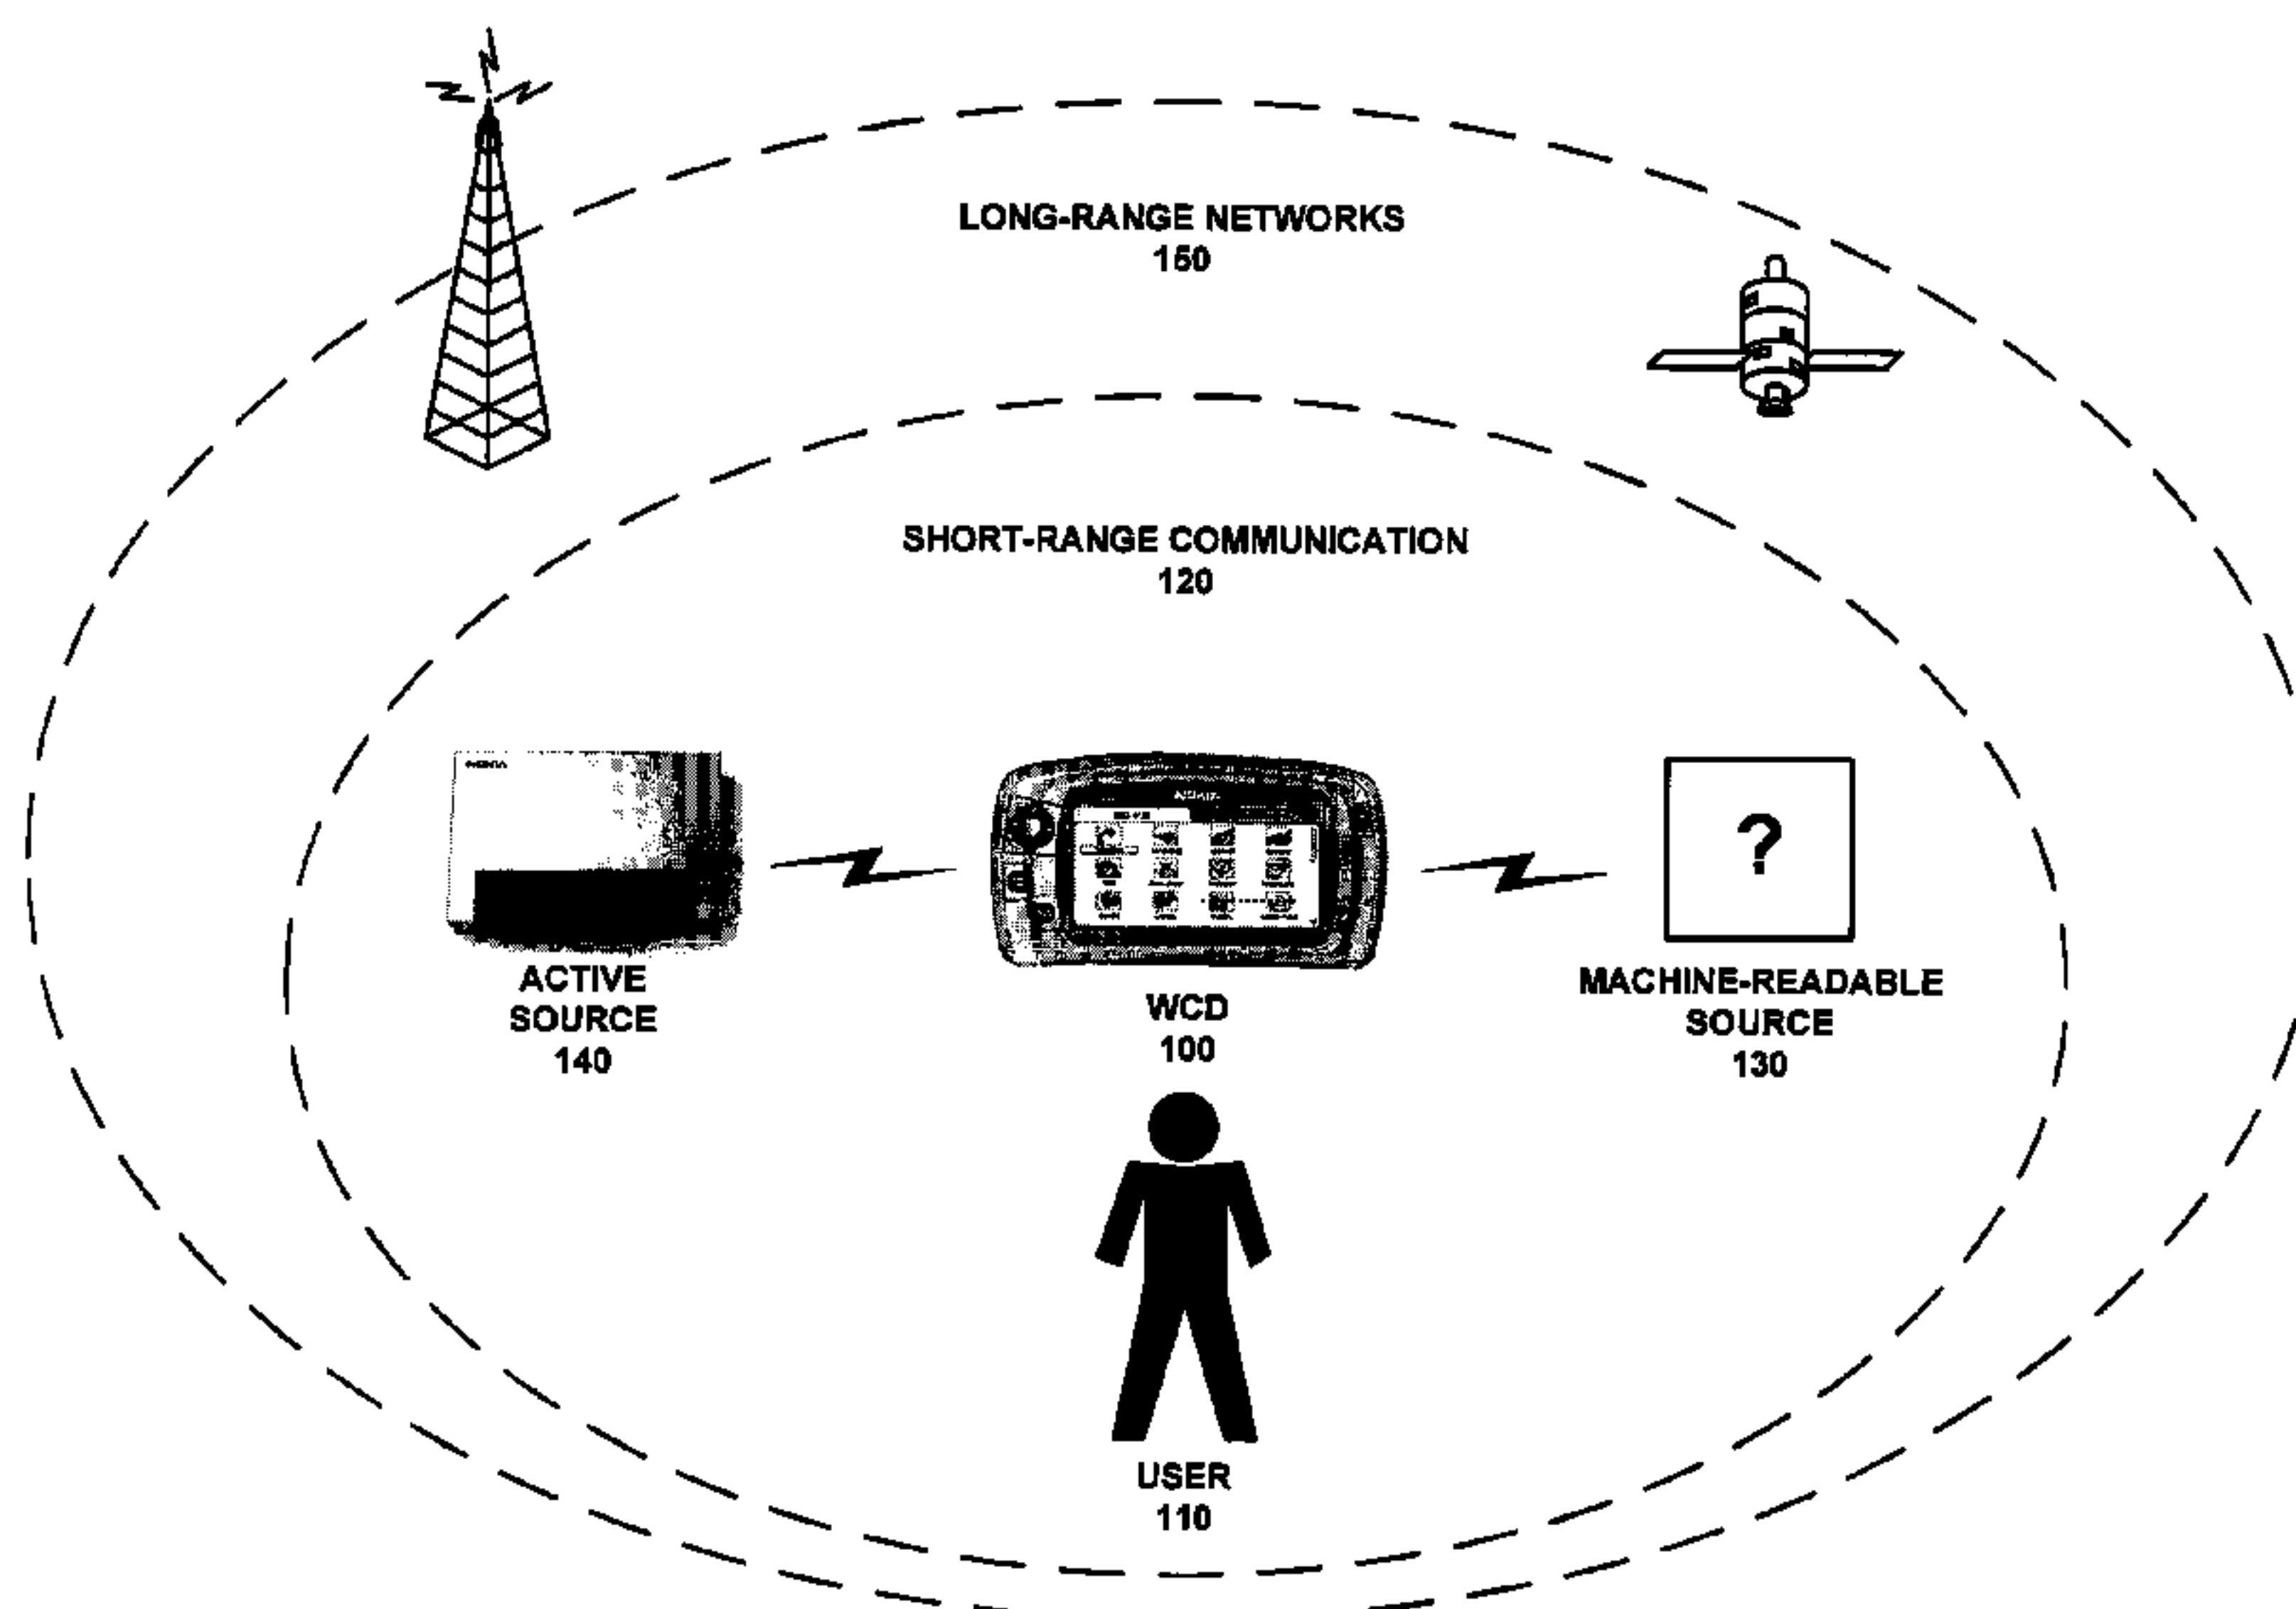 LONG-RANGE NETWORKS
150
SHORT-RANGE COMMUNICATION
120
ACTIVE
SOURCE
140
WCD
100
?
MACHINE-READABLE
SOURCE
130
USER
110